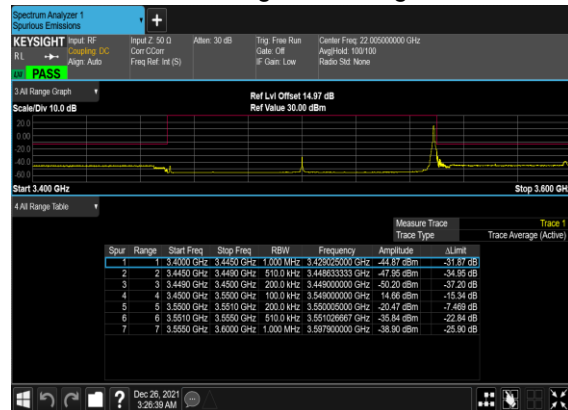 Spectrum Analyzer 1
Spurious Emissions
+
KEYSIGHT Input: RF Input Z: 50 Ω Atten: 30 dB Trig: Free Run Center Freq: 22.005000000 GHz
RL Coupling: DC Corr CCorr Gate: Off Avg|Hold: 100/100
Align: Auto Freq Ref: Int (S) IF Gain: Low Radio Std: None
PASS
3 All Range Graph Ref Lvl Offset 14.97 dB
Scale/Div 10.0 dB Ref Value 30.00 dBm
20.0
0.00
-20.0
-40.0
-60.0
Start 3.400 GHz Stop 3.600 GHz
4 All Range Table
Measure Trace Trace 1
Trace Type Trace Average (Active)
Spur Range Start Freq Stop Freq RBW Frequency Amplitude ΔLimit
1 1 3.4000 GHz 3.4450 GHz 1.000 MHz 3.429025000 GHz -44.87 dBm -31.87 dB
2 2 3.4450 GHz 3.4490 GHz 510.0 kHz 3.448633333 GHz -47.95 dBm -34.95 dB
3 3 3.4490 GHz 3.4500 GHz 200.0 kHz 3.449000000 GHz -50.20 dBm -37.20 dB
4 4 3.4500 GHz 3.5500 GHz 100.0 kHz 3.549000000 GHz 14.66 dBm -15.34 dB
5 5 3.5500 GHz 3.5510 GHz 200.0 kHz 3.550005000 GHz -20.47 dBm -7.469 dB
6 6 3.5510 GHz 3.5550 GHz 510.0 kHz 3.551026667 GHz -35.84 dBm -22.84 dB
7 7 3.5550 GHz 3.6000 GHz 1.000 MHz 3.597900000 GHz -38.90 dBm -25.90 dB
? Dec 26, 2021
3:26:39 AM